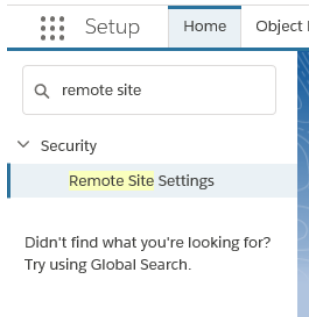 Setup Home Object
remote site
Security
Remote Site Settings
Didn't find what you're looking for?
Try using Global Search.